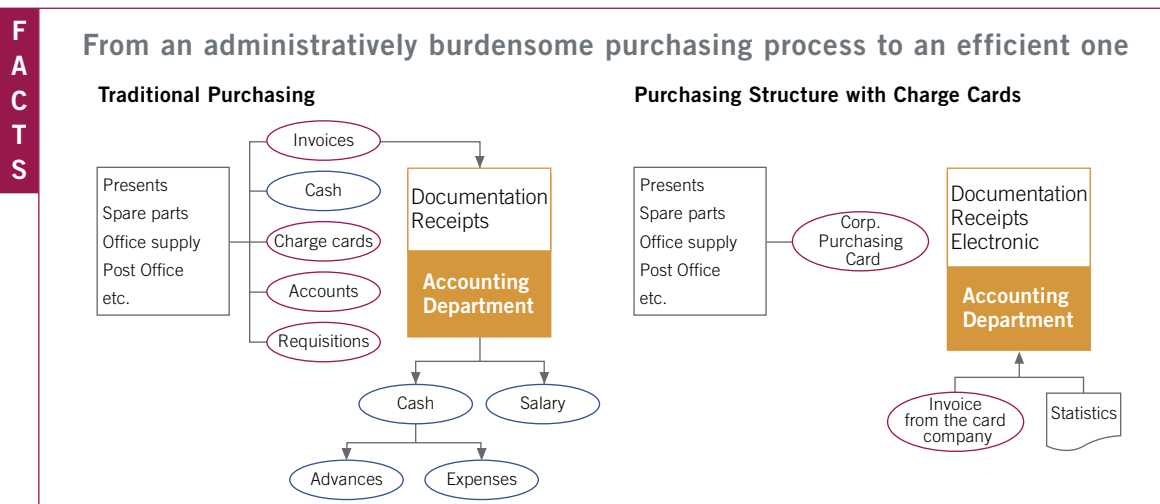 FACTS
From an administratively burdensome purchasing process to an efficient one
Traditional Purchasing
Presents
Spare parts
Office supply
Post Office
etc.
Invoices
Cash
Charge cards
Accounts
Requisitions
Documentation
Receipts
Accounting
Department
Cash
Salary
Advances
Expenses
Purchasing Structure with Charge Cards
Presents
Spare parts
Office supply
Post Office
etc.
Corp.
Purchasing
Card
Documentation
Receipts
Electronic
Accounting
Department
Invoice
from the card
company
Statistics